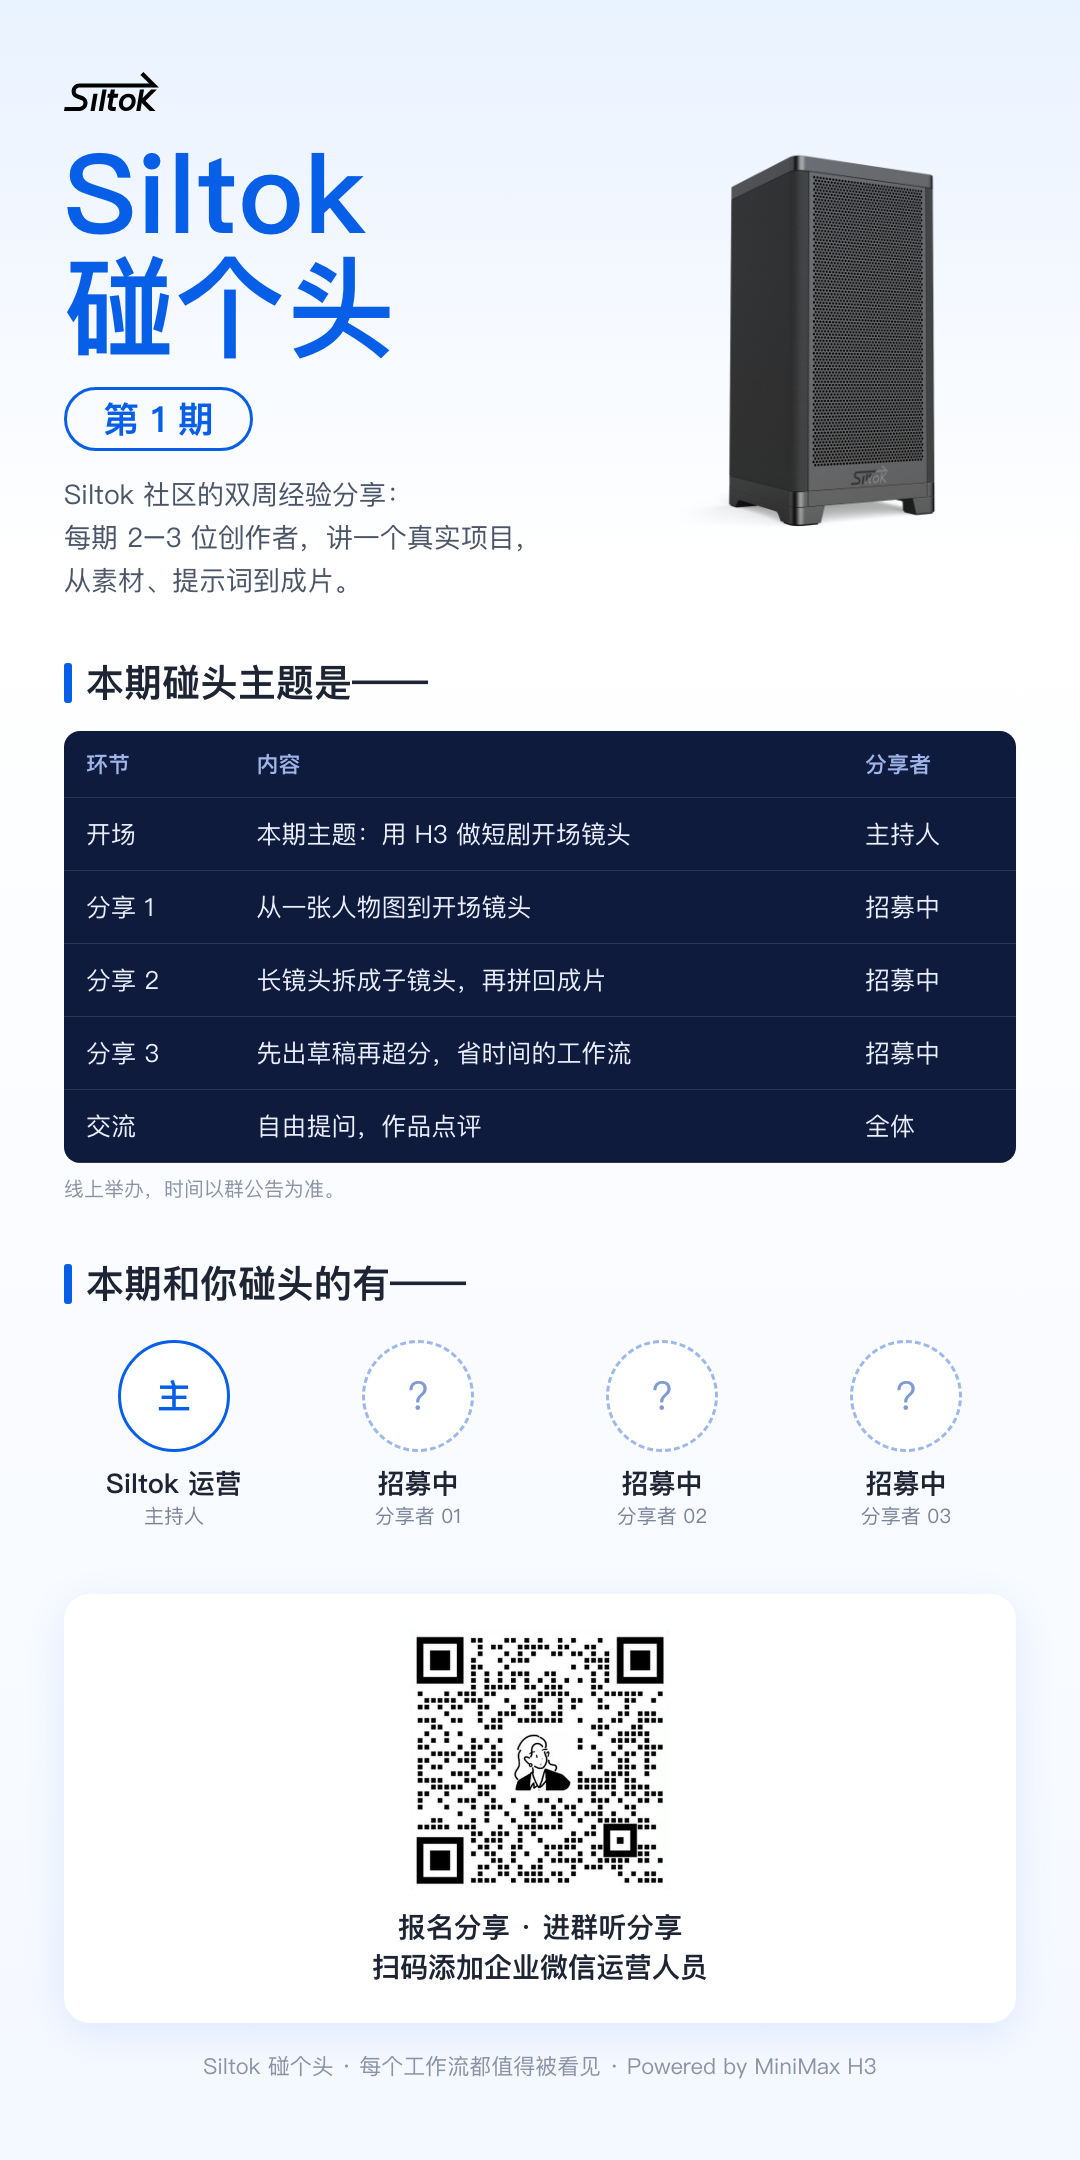 Siltok
Siltok
碰个头
第 1 期
Siltok 社区的双周经验分享：
每期 2—3 位创作者，讲一个真实项目，
从素材、提示词到成片。
Siltok
本期碰头主题是——
环节 内容 分享者
开场 本期主题：用 H3 做短剧开场镜头 主持人
分享 1 从一张人物图到开场镜头 招募中
分享 2 长镜头拆成子镜头，再拼回成片 招募中
分享 3 先出草稿再超分，省时间的工作流 招募中
交流 自由提问，作品点评 全体
线上举办，时间以群公告为准。
本期和你碰头的有——
主 ? ? ?
Siltok 运营 招募中 招募中 招募中
主持人 分享者 01 分享者 02 分享者 03
报名分享 · 进群听分享
扫码添加企业微信运营人员
Siltok 碰个头 · 每个工作流都值得被看见 · Powered by MiniMax H3